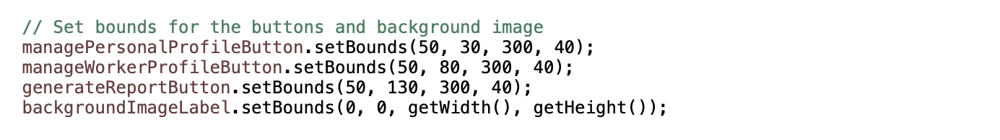 // Set bounds for the buttons and background image
managePersonalProfileButton.setBounds(50, 30, 300, 40);
manageWorkerProfileButton.setBounds(50, 80, 300, 40);
generateReportButton.setBounds(50, 130, 300, 40);
backgroundImageLabel.setBounds(0, 0, getWidth(), getHeight());